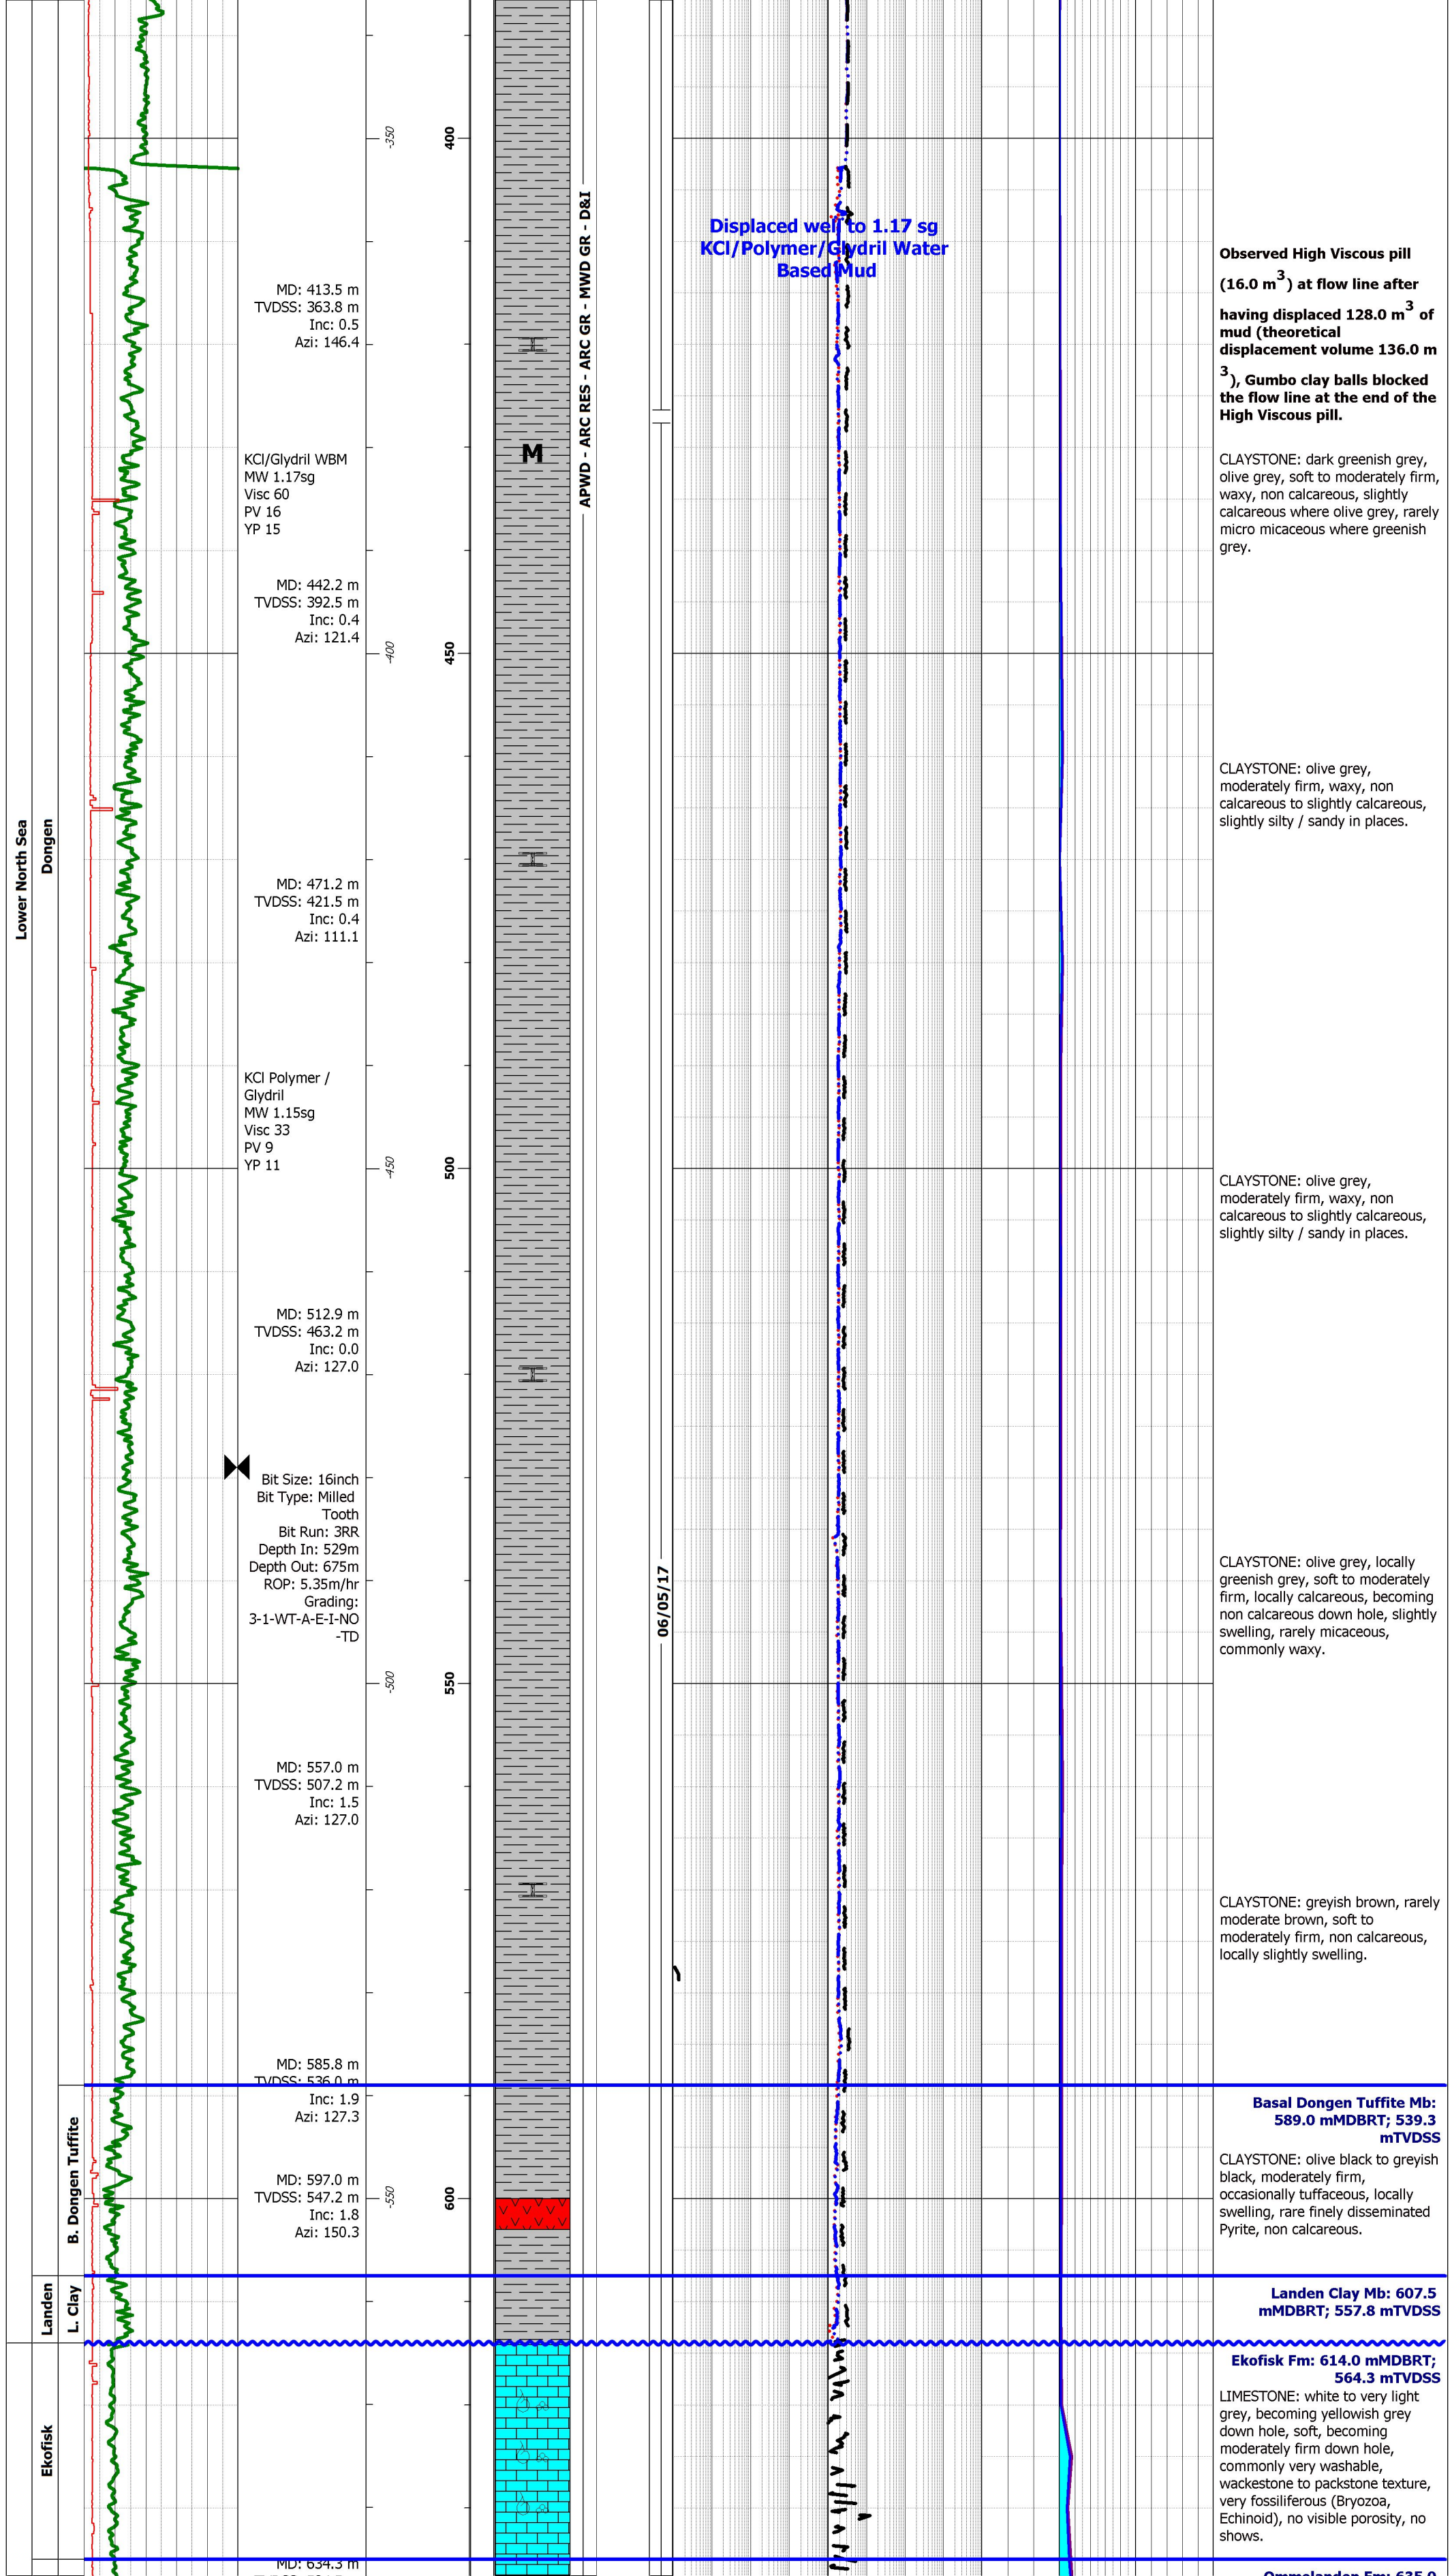 Lower North Sea
Dongen
B. Dongen Tuffite
Landen
L. Clay
Ekofisk
MD: 413.5 m
TVDSS: 363.8 m
Inc: 0.5
Azi: 146.4
KCl/Glydril WBM
MW 1.17sg
Visc 60
PV 16
YP 15
MD: 442.2 m
TVDSS: 392.5 m
Inc: 0.4
Azi: 121.4
MD: 471.2 m
TVDSS: 421.5 m
Inc: 0.4
Azi: 111.1
KCl Polymer /
Glydril
MW 1.15sg
Visc 33
PV 9
YP 11
MD: 512.9 m
TVDSS: 463.2 m
Inc: 0.0
Azi: 127.0
Bit Size: 16inch
Bit Type: Milled
Tooth
Bit Run: 3RR
Depth In: 529m
Depth Out: 675m
ROP: 5.35m/hr
Grading:
3-1-WT-A-E-I-NO
-TD
MD: 557.0 m
TVDSS: 507.2 m
Inc: 1.5
Azi: 127.0
MD: 585.8 m
TVDSS: 536.0 m
Inc: 1.9
Azi: 127.3
MD: 597.0 m
TVDSS: 547.2 m
Inc: 1.8
Azi: 150.3
MD: 634.3 m
-350
-400
-450
-500
-550
400
450
500
550
600
M
APWD - ARC RES - ARC GR - MWD GR - D&I
06/05/17
Displaced well to 1.17 sg
KCl/Polymer/Glydril Water
Based Mud
Observed High Viscous pill
(16.0 m³) at flow line after
having displaced 128.0 m³ of
mud (theoretical
displacement volume 136.0 m
³), Gumbo clay balls blocked
the flow line at the end of the
High Viscous pill.
CLAYSTONE: dark greenish grey,
olive grey, soft to moderately firm,
waxy, non calcareous, slightly
calcareous where olive grey, rarely
micro micaceous where greenish
grey.
CLAYSTONE: olive grey,
moderately firm, waxy, non
calcareous to slightly calcareous,
slightly silty / sandy in places.
CLAYSTONE: olive grey,
moderately firm, waxy, non
calcareous to slightly calcareous,
slightly silty / sandy in places.
CLAYSTONE: olive grey, locally
greenish grey, soft to moderately
firm, locally calcareous, becoming
non calcareous down hole, slightly
swelling, rarely micaceous,
commonly waxy.
CLAYSTONE: greyish brown, rarely
moderate brown, soft to
moderately firm, non calcareous,
locally slightly swelling.
Basal Dongen Tuffite Mb:
589.0 mMDBRT; 539.3
mTVDSS
CLAYSTONE: olive black to greyish
black, moderately firm,
occasionally tuffaceous, locally
swelling, rare finely disseminated
Pyrite, non calcareous.
Landen Clay Mb: 607.5
mMDBRT; 557.8 mTVDSS
Ekofisk Fm: 614.0 mMDBRT;
564.3 mTVDSS
LIMESTONE: white to very light
grey, becoming yellowish grey
down hole, soft, becoming
moderately firm down hole,
commonly very washable,
wackestone to packstone texture,
very fossiliferous (Bryozoa,
Echinoid), no visible porosity, no
shows.
Ommelanden Fm: 635.0